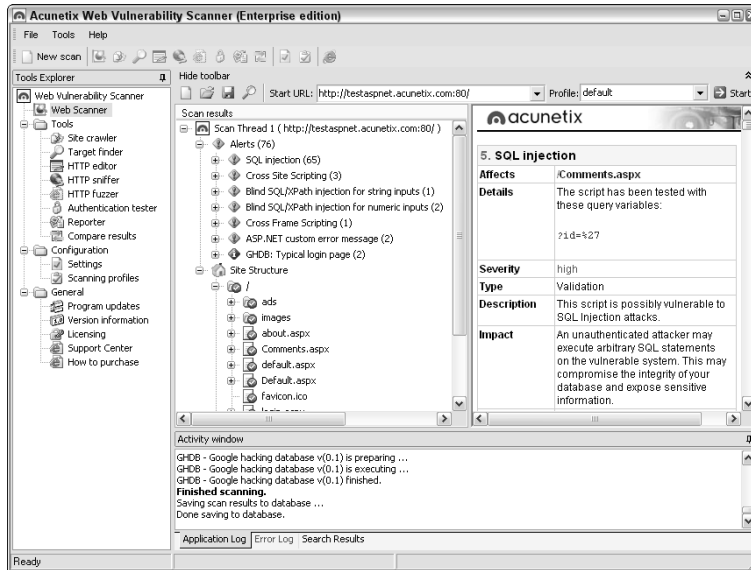 Acunetix Web Vulnerability Scanner (Enterprise edition)
File Tools Help
New scan
Tools Explorer
Web Vulnerability Scanner
Web Scanner
Tools
Site crawler
Target finder
HTTP editor
HTTP sniffer
HTTP fuzzer
Authentication tester
Reporter
Compare results
Configuration
Settings
Scanning profiles
General
Program updates
Version information
Licensing
Support Center
How to purchase
Hide toolbar
Start URL: http://testaspnet.acunetix.com:80/ Profile: default Start
Scan results
Scan Thread 1 ( http://testaspnet.acunetix.com:80/ )
Alerts (76)
SQL injection (65)
Cross Site Scripting (3)
Blind SQL/XPath injection for string inputs (1)
Blind SQL/XPath injection for numeric inputs (2)
Cross Frame Scripting (1)
ASP.NET custom error message (2)
GHDB: Typical login page (2)
Site Structure
/
ads
images
about.aspx
Comments.aspx
default.aspx
Default.aspx
favicon.ico
login.aspx
acunetix
5. SQL injection
Affects /Comments.aspx
Details The script has been tested with
these query variables:
?id=%27
Severity high
Type Validation
Description This script is possibly vulnerable to
SQL Injection attacks.
Impact An unauthenticated attacker may
execute arbitrary SQL statements
on the vulnerable system. This may
compromise the integrity of your
database and expose sensitive
information.
Activity window
GHDB - Google hacking database v(0.1) is preparing ...
GHDB - Google hacking database v(0.1) is executing ...
GHDB - Google hacking database v(0.1) finished.
Finished scanning.
Saving scan results to database ...
Done saving to database.
Application Log Error Log Search Results
Ready